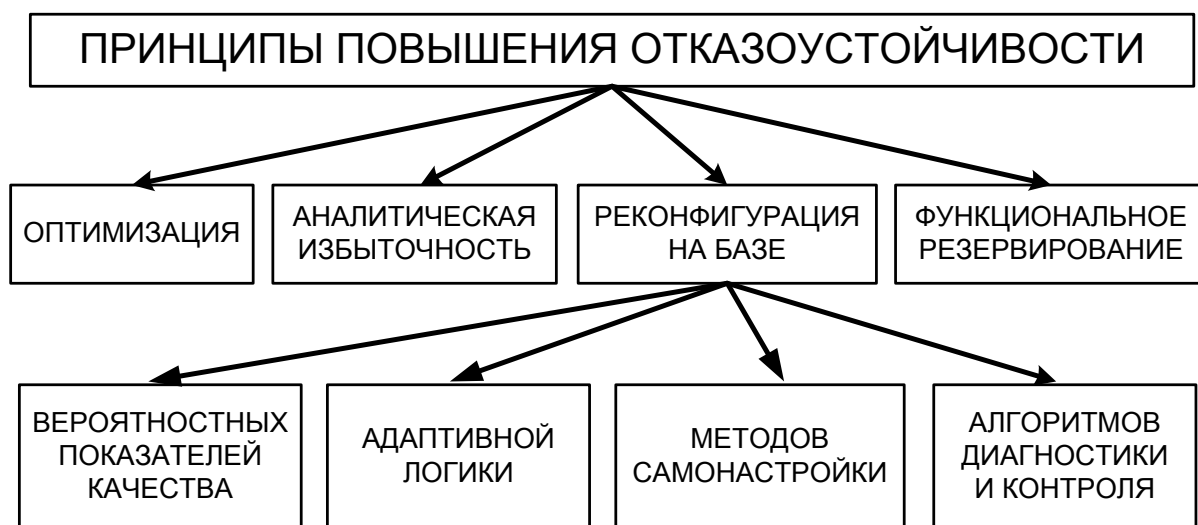 ПРИНЦИПЫ ПОВЫШЕНИЯ ОТКАЗОУСТОЙЧИВОСТИ
ОПТИМИЗАЦИЯ
АНАЛИТИЧЕСКАЯ
ИЗБЫТОЧНОСТЬ
РЕКОНФИГУРАЦИЯ
НА БАЗЕ
ФУНКЦИОНАЛЬНОЕ
РЕЗЕРВИРОВАНИЕ
ВЕРОЯТНОСТНЫХ
ПОКАЗАТЕЛЕЙ
КАЧЕСТВА
АДАПТИВНОЙ
ЛОГИКИ
МЕТОДОВ
САМОНАСТРОЙКИ
АЛГОРИТМОВ
ДИАГНОСТИКИ
И КОНТРОЛЯ